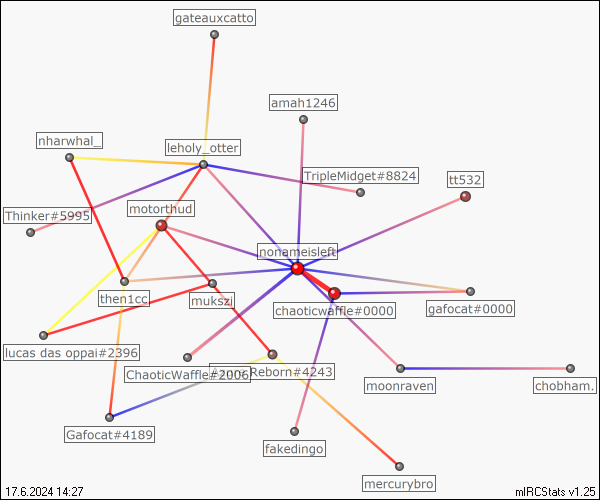 gateauxcatto
amah1246
nharwhal_
leholy_otter
TripleMidget#8824
tt532
Thinker#5995
motorthud
nonameisleft
then1cc
mukszi
chaoticwaffle#0000
gafocat#0000
lucas das oppai#2396
ChaoticWaffle#2006
Reborn#4243
moonraven
chobham.
Gafocat#4189
fakedingo
mercurybro
17.6.2024 14:27
mIRCStats v1.25